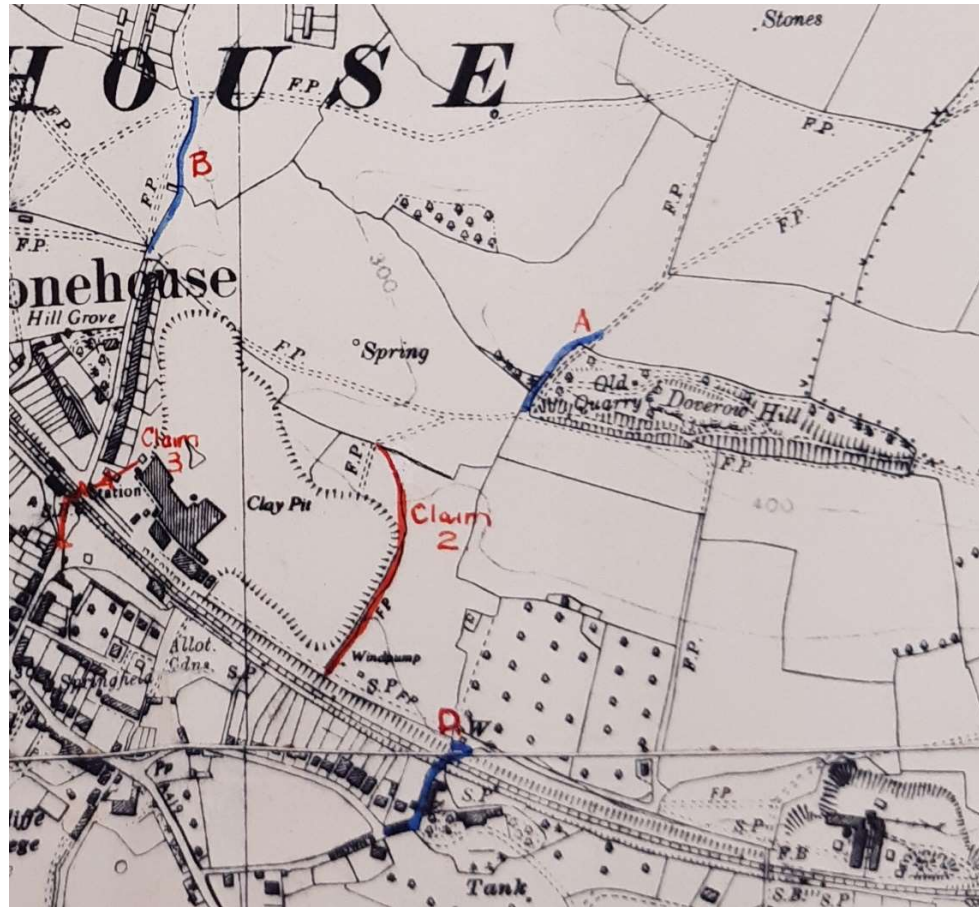 HOUSE
Stones
F.P.
F.P.
F.P.
B
F.P.
F.P.
F.P.
F.P.
onehouse
Hill Grove
300
A
Spring
F.P.
Old
Quarry
Doverow Hill
F.P.
Claim
3
F.P.
Station
Clay Pit
Claim
2
400
F.P.
F.P.
Windpump
Allot.
Gdns.
S.P.
S.P.
F.P.
Springfield
D
W
S.P.
F.P.
S.P.
F.B
Tank
S.B.
S.P